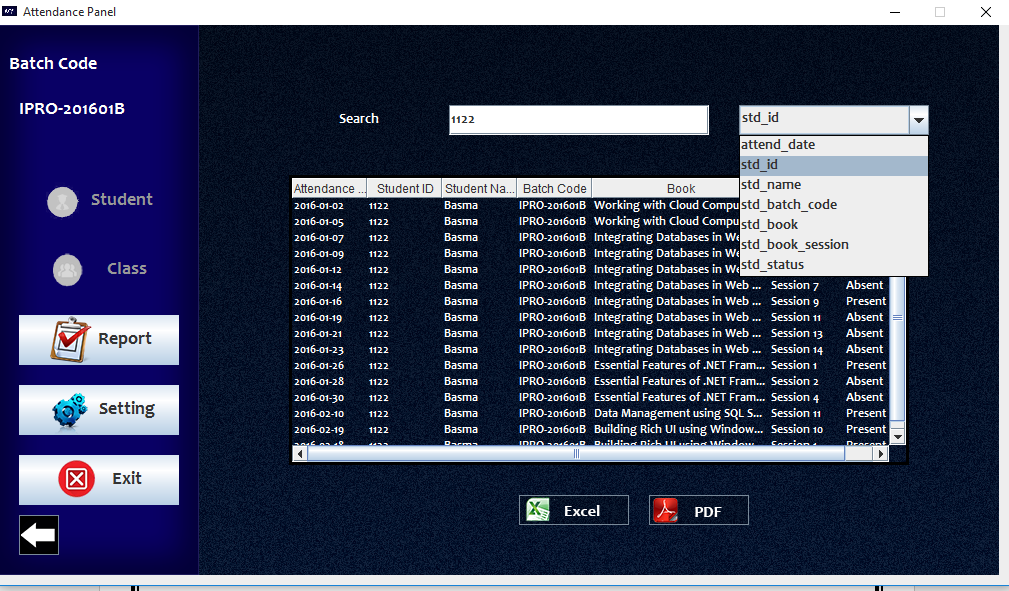 Attendance Panel
Batch Code
IPRO-201601B
Student
Class
Report
Setting
Exit
Search
1122
std_id
attend_date
std_id
std_name
std_batch_code
std_book
std_book_session
std_status
Attendance ... Student ID Student Na... Batch Code Book
2016-01-02 1122 Basma IPRO-201601B Working with Cloud Compu
2016-01-05 1122 Basma IPRO-201601B Working with Cloud Compu
2016-01-07 1122 Basma IPRO-201601B Integrating Databases in We
2016-01-09 1122 Basma IPRO-201601B Integrating Databases in We
2016-01-12 1122 Basma IPRO-201601B Integrating Databases in We
2016-01-14 1122 Basma IPRO-201601B Integrating Databases in Web ... Session 7 Absent
2016-01-16 1122 Basma IPRO-201601B Integrating Databases in Web ... Session 9 Present
2016-01-19 1122 Basma IPRO-201601B Integrating Databases in Web ... Session 11 Absent
2016-01-21 1122 Basma IPRO-201601B Integrating Databases in Web ... Session 13 Absent
2016-01-23 1122 Basma IPRO-201601B Integrating Databases in Web ... Session 14 Absent
2016-01-26 1122 Basma IPRO-201601B Essential Features of .NET Fram... Session 1 Present
2016-01-28 1122 Basma IPRO-201601B Essential Features of .NET Fram... Session 2 Absent
2016-01-30 1122 Basma IPRO-201601B Essential Features of .NET Fram... Session 4 Absent
2016-02-10 1122 Basma IPRO-201601B Data Management using SQL S... Session 11 Present
2016-02-19 1122 Basma IPRO-201601B Building Rich UI using Window... Session 10 Present
1122 Basma IPRO-201601B Building Rich UI using Window... Session 1 Present
Excel
PDF